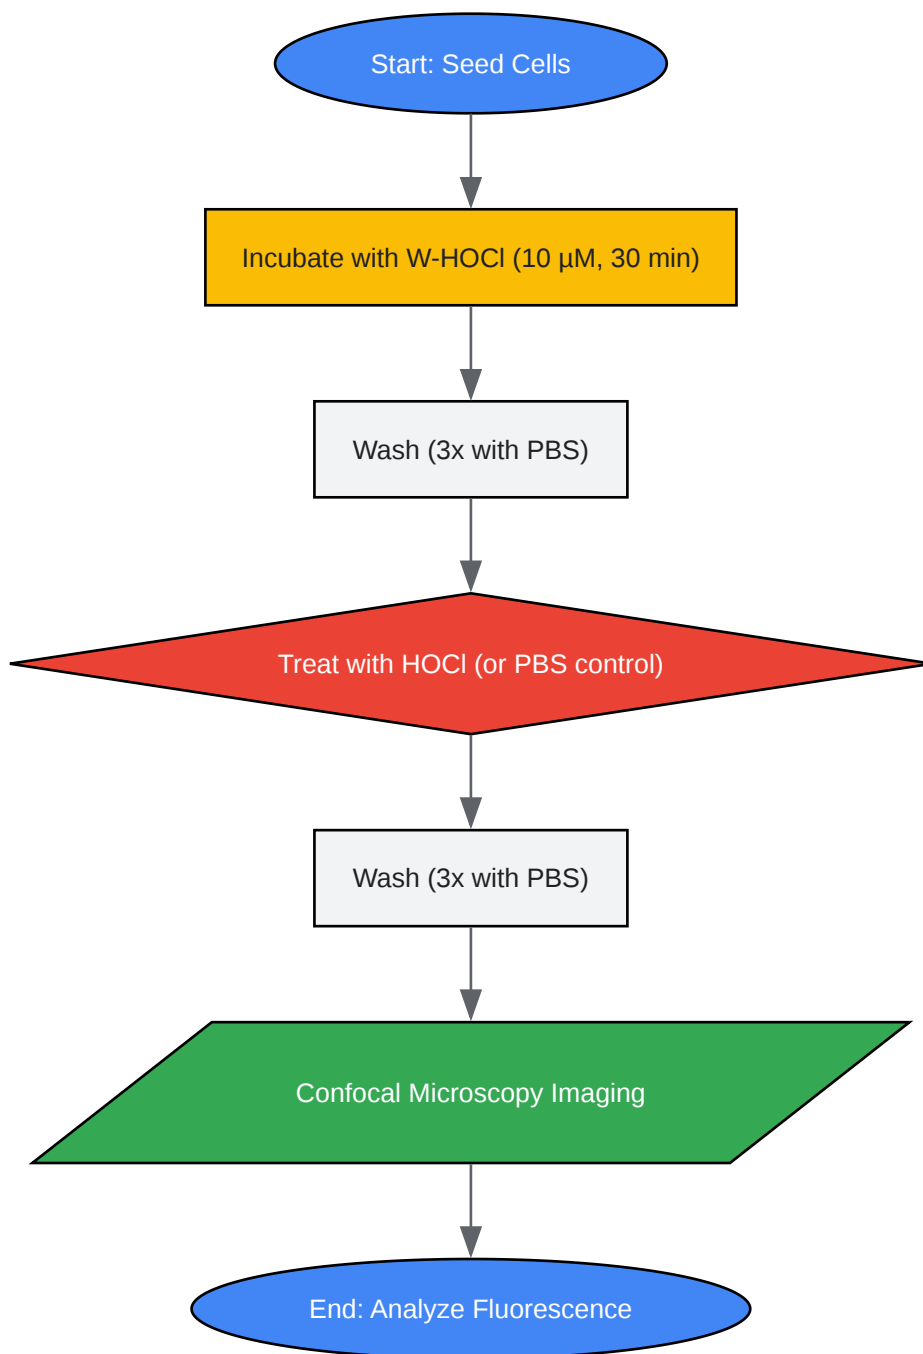 Start: Seed Cells
Incubate with W-HOCl (10 µM, 30 min)
Wash (3x with PBS)
Treat with HOCl (or PBS control)
Wash (3x with PBS)
Confocal Microscopy Imaging
End: Analyze Fluorescence